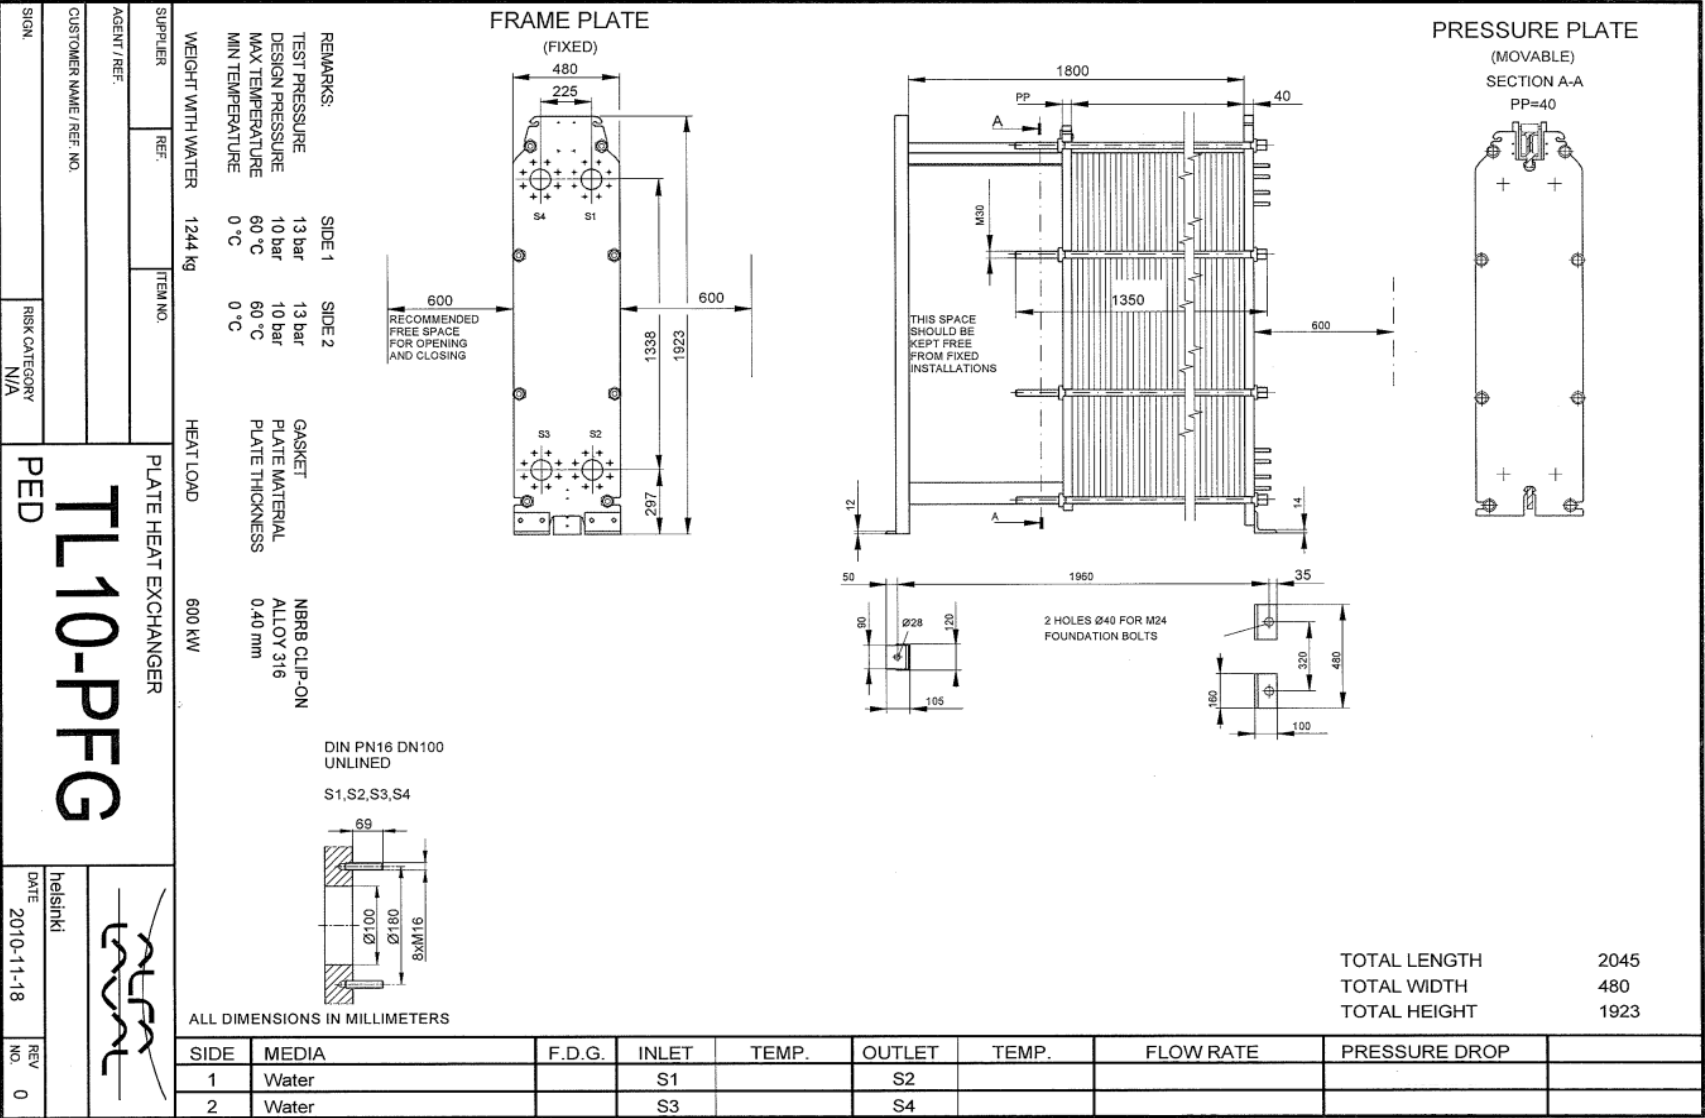 FRAME PLATE
(FIXED)
480
225
S4
S1
S3
S2
600
RECOMMENDED
FREE SPACE
FOR OPENING
AND CLOSING
600
1338
1923
297
1800
PP
40
A
M30
1350
THIS SPACE
SHOULD BE
KEPT FREE
FROM FIXED
INSTALLATIONS
600
12
A
14
50
1960
35
90
Ø28
120
105
2 HOLES Ø40 FOR M24
FOUNDATION BOLTS
320
480
160
100
PRESSURE PLATE
(MOVABLE)
SECTION A-A
PP=40
REMARKS: SIDE 1 SIDE 2
TEST PRESSURE 13 bar 13 bar
DESIGN PRESSURE 10 bar 10 bar
MAX TEMPERATURE 60 °C 60 °C
MIN TEMPERATURE 0 °C 0 °C
GASKET NBRB CLIP-ON
PLATE MATERIAL ALLOY 316
PLATE THICKNESS 0.40 mm
WEIGHT WITH WATER 1244 kg HEAT LOAD 600 kW
DIN PN16 DN100
UNLINED
S1,S2,S3,S4
69
Ø100
Ø180
8xM16
ALL DIMENSIONS IN MILLIMETERS
TOTAL LENGTH 2045
TOTAL WIDTH 480
TOTAL HEIGHT 1923
SIDE MEDIA F.D.G. INLET TEMP. OUTLET TEMP. FLOW RATE PRESSURE DROP
1 Water S1 S2
2 Water S3 S4
SUPPLIER REF. ITEM NO.
AGENT / REF.
CUSTOMER NAME / REF. NO.
SIGN. RISK CATEGORY
N/A
PLATE HEAT EXCHANGER
TL10-PFG
PED
Alfa
Laval
helsinki
DATE 2010-11-18
REV
NO. 0